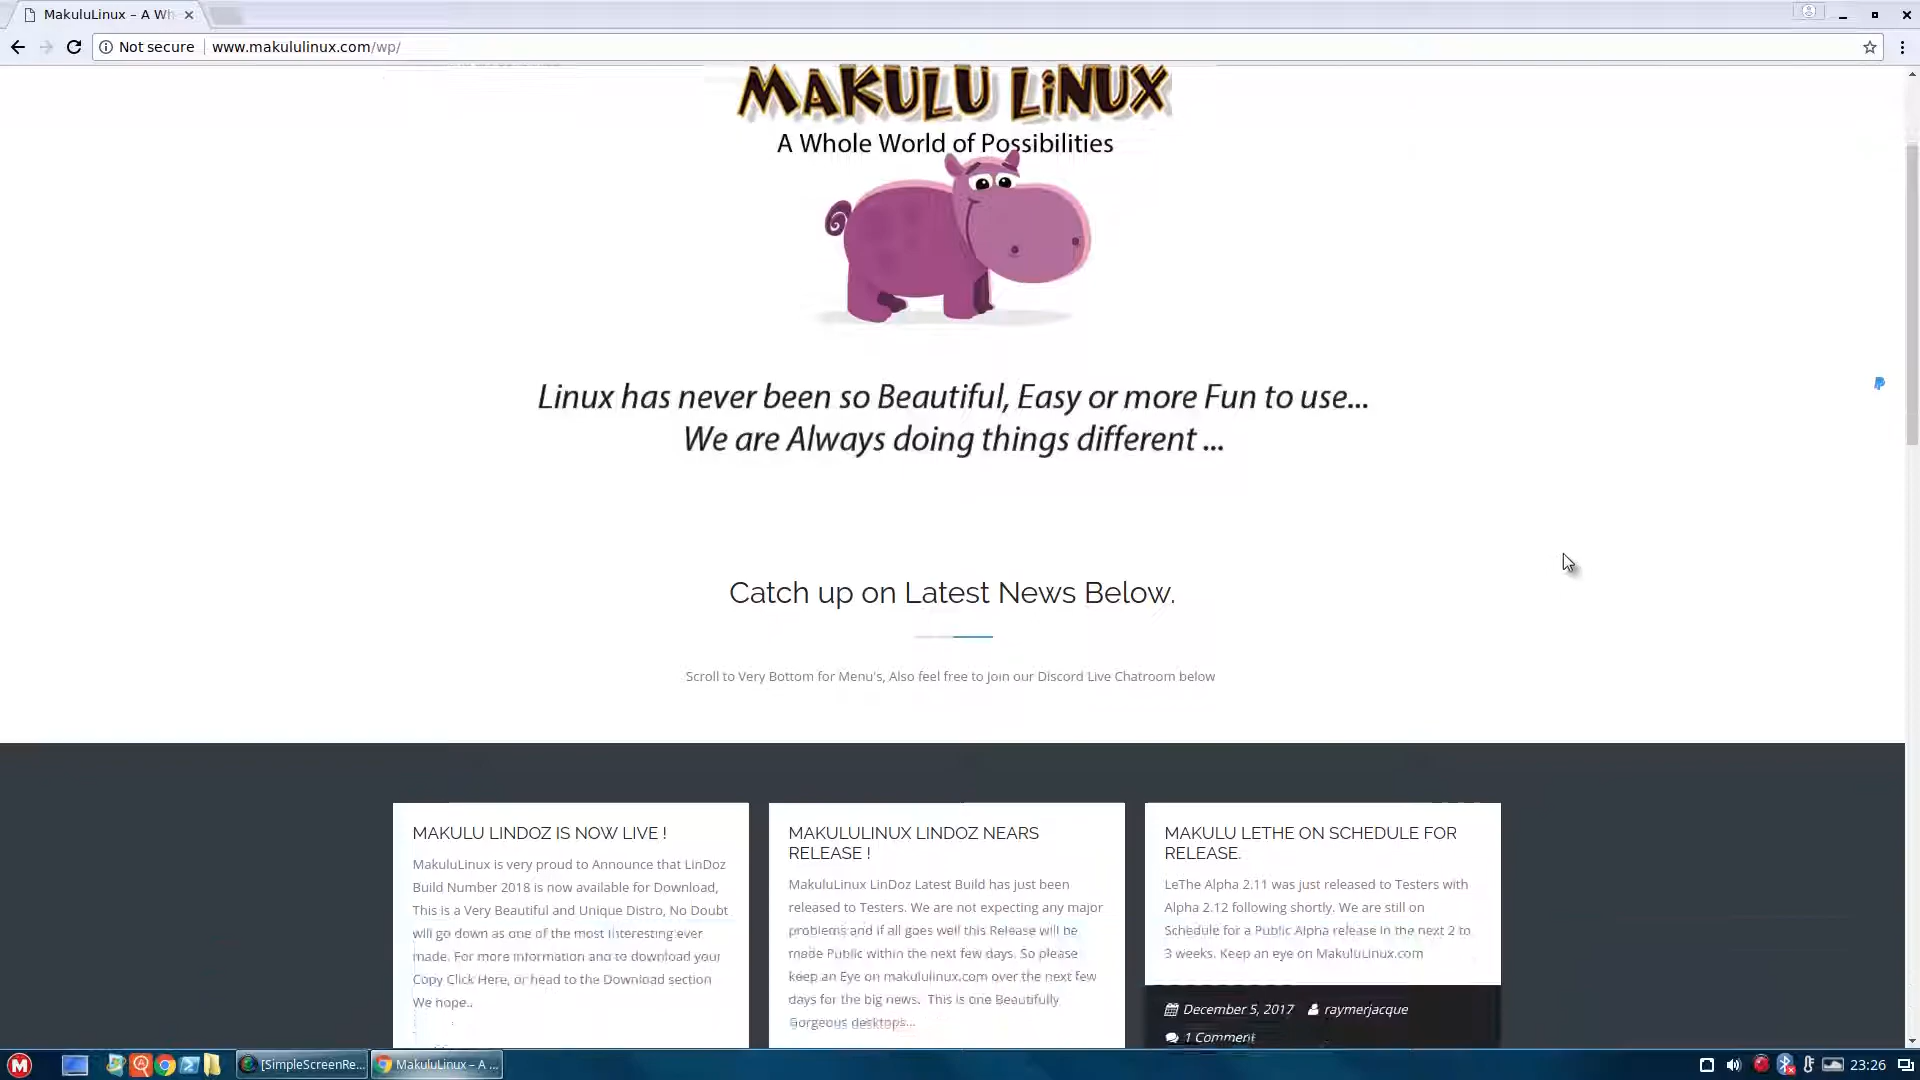 MakuluLinux – A Wh
Not secure
www.makululinux.com/wp/
MAKULU LiNUX
A Whole World of Possibilities
Linux has never been so Beautiful, Easy or more Fun to use...
We are Always doing things different ...
Catch up on Latest News Below.
Scroll to Very Bottom for Menu's, Also feel free to join our Discord Live Chatroom below
MAKULU LINDOZ IS NOW LIVE !
MakuluLinux is very proud to Announce that LinDoz
Build Number 2018 is now available for Download,
This is a Very Beautiful and Unique Distro, No Doubt
will go down as one of the most interesting ever
made. For more information and to download your
Copy Click Here, or head to the Download section
We hope..
MAKULULINUX LINDOZ NEARS
RELEASE !
MakuluLinux LinDoz Latest Build has just been
released to Testers. We are not expecting any major
problems and if all goes well this Release will be
made Public within the next few days. So please
keep an Eye on makululinux.com over the next few
days for the big news. This is one Beautifully
Gorgeous desktops...
MAKULU LETHE ON SCHEDULE FOR
RELEASE.
LeThe Alpha 2.11 was just released to Testers with
Alpha 2.12 following shortly. We are still on
Schedule for a Public Alpha release in the next 2 to
3 weeks. Keep an eye on MakuluLinux.com
December 5, 2017 raymerjacque
1 Comment
[SimpleScreenRe...
MakuluLinux – A ...
23:26